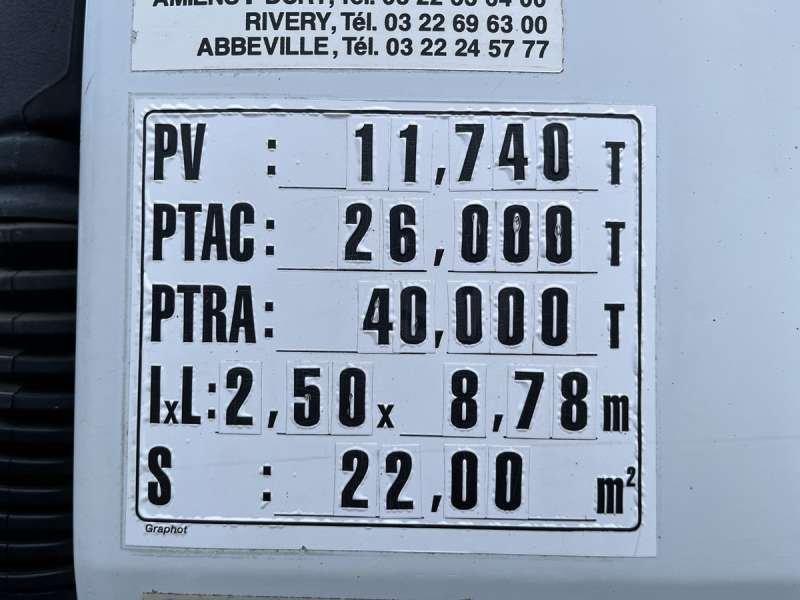 RIVERY, Tél. 03 22 69 63 00
ABBEVILLE, Tél. 03 22 24 57 77
PV : 11,740 T
PTAC: 26,000 T
PTRA: 40,000 T
lxL: 2,50 x 8,78 m
S : 22,00 m²
Graphot